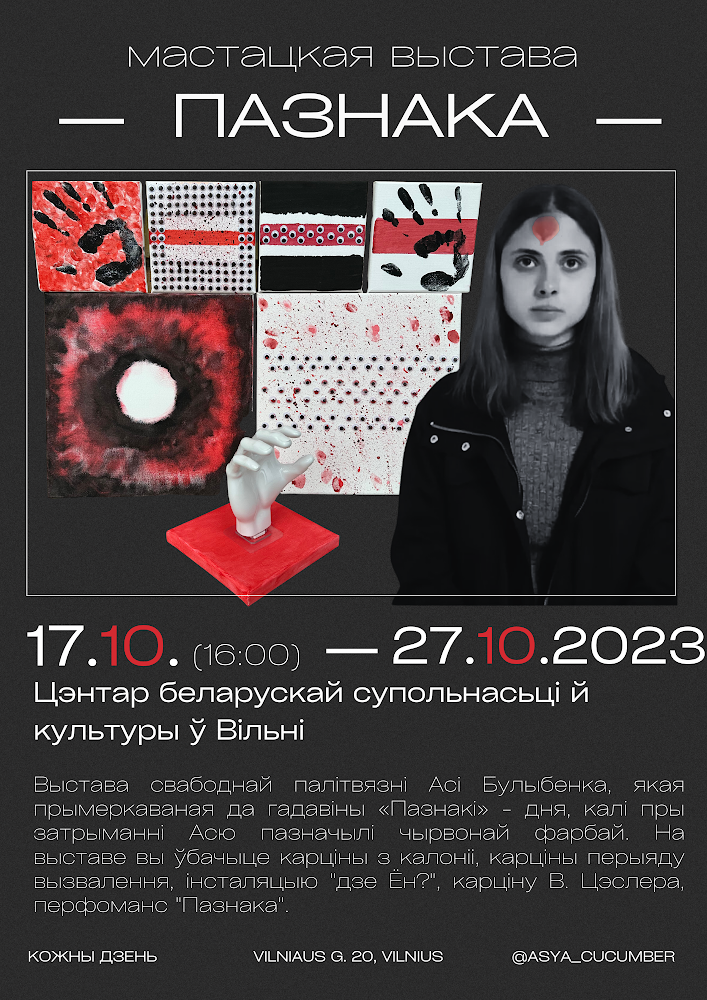 мастацкая выстава
— ПАЗНАКА —
17.10. (16:00) — 27.10.2023
Цэнтар беларускай супольнасьці й
культуры ў Вільні
Выстава свабоднай палітвязні Асі Булыбенка, якая
прымеркаваная да гадавіны «Пазнакі» - дня, калі пры
затрыманні Асю пазначылі чырвонай фарбай. На
выставе вы ўбачыце карціны з калоніі, карціны перыяду
вызвалення, інсталяцыю "дзе Ён?", карціну В. Цэслера,
перфоманс "Пазнака".
КОЖНЫ ДЗЕНЬ VILNIAUS G. 20, VILNIUS @ASYA_CUCUMBER